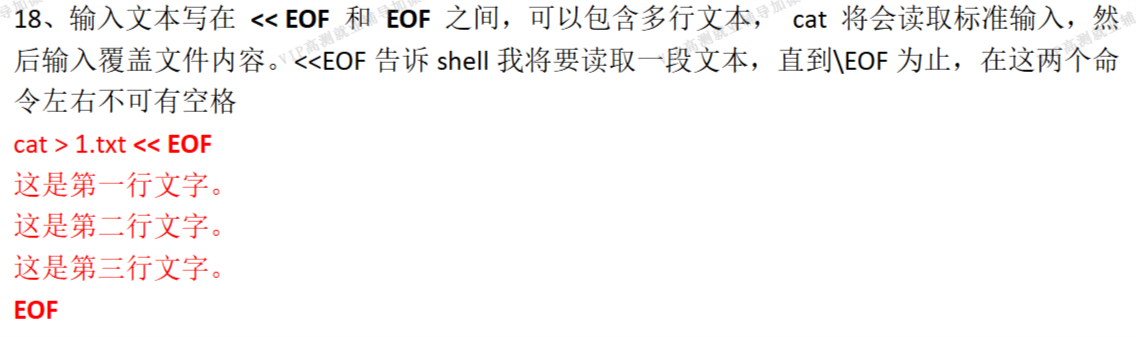 18、输入文本写在 << EOF 和 EOF 之间，可以包含多行文本， cat 将会读取标准输入，然
后输入覆盖文件内容。<<EOF 告诉 shell 我将要读取一段文本，直到\EOF 为止，在这两个命
令左右不可有空格
cat > 1.txt << EOF
这是第一行文字。
这是第二行文字。
这是第三行文字。
EOF